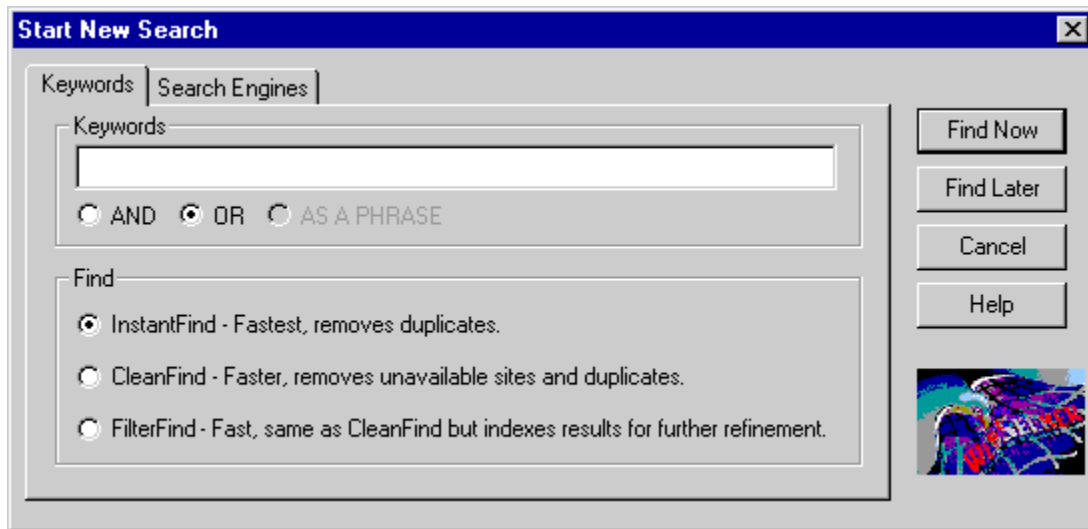 Start New Search
Keywords
Search Engines
Keywords
AND
OR
AS A PHRASE
Find
InstantFind - Fastest, removes duplicates.
CleanFind - Faster, removes unavailable sites and duplicates.
FilterFind - Fast, same as CleanFind but indexes results for further refinement.
Find Now
Find Later
Cancel
Help